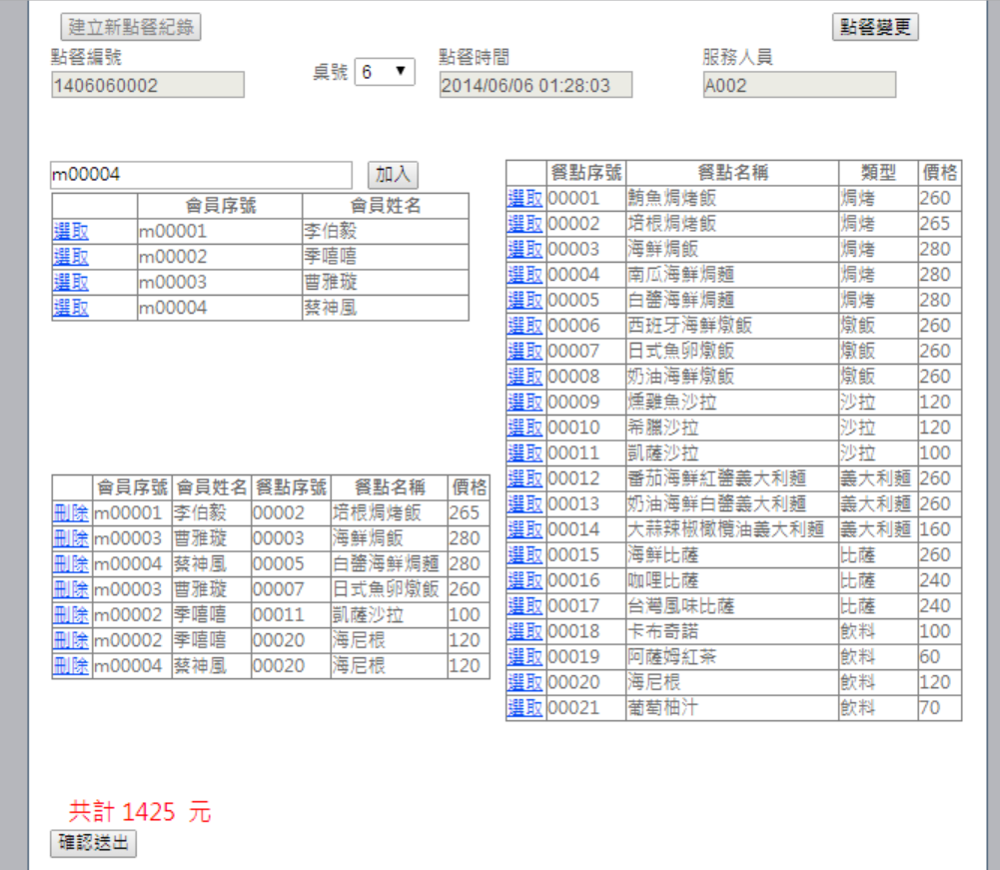 建立新點餐紀錄
點餐變更
點餐編號
桌號 6
點餐時間
服務人員
1406060002
2014/06/06 01:28:03
A002
m00004
加入
會員序號 會員姓名
選取 m00001 李伯毅
選取 m00002 季嘻嘻
選取 m00003 曹雅璇
選取 m00004 蔡神風
餐點序號 餐點名稱 類型 價格
選取 00001 鮪魚焗烤飯 焗烤 260
選取 00002 培根焗烤飯 焗烤 265
選取 00003 海鮮焗飯 焗烤 280
選取 00004 南瓜海鮮焗麵 焗烤 280
選取 00005 白醬海鮮焗麵 焗烤 280
選取 00006 西班牙海鮮燉飯 燉飯 260
選取 00007 日式魚卵燉飯 燉飯 260
選取 00008 奶油海鮮燉飯 燉飯 260
選取 00009 燻雞魚沙拉 沙拉 120
選取 00010 希臘沙拉 沙拉 120
選取 00011 凱薩沙拉 沙拉 100
選取 00012 番茄海鮮紅醬義大利麵 義大利麵 260
選取 00013 奶油海鮮白醬義大利麵 義大利麵 260
選取 00014 大蒜辣椒橄欖油義大利麵 義大利麵 160
選取 00015 海鮮比薩 比薩 260
選取 00016 咖哩比薩 比薩 240
選取 00017 台灣風味比薩 比薩 240
選取 00018 卡布奇諾 飲料 100
選取 00019 阿薩姆紅茶 飲料 60
選取 00020 海尼根 飲料 120
選取 00021 葡萄柚汁 飲料 70
會員序號 會員姓名 餐點序號 餐點名稱 價格
刪除 m00001 李伯毅 00002 培根焗烤飯 265
刪除 m00003 曹雅璇 00003 海鮮焗飯 280
刪除 m00004 蔡神風 00005 白醬海鮮焗麵 280
刪除 m00003 曹雅璇 00007 日式魚卵燉飯 260
刪除 m00002 季嘻嘻 00011 凱薩沙拉 100
刪除 m00002 季嘻嘻 00020 海尼根 120
刪除 m00004 蔡神風 00020 海尼根 120
共計 1425 元
確認送出